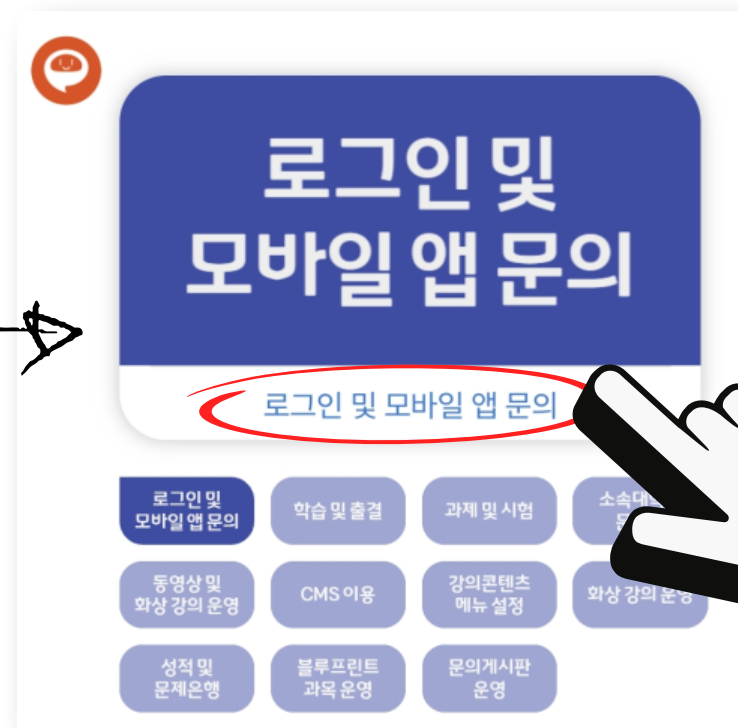 로그인 및
모바일 앱 문의
로그인 및 모바일 앱 문의
로그인 및
모바일 앱 문의
학습 및 출결
과제 및 시험
동영상 및
화상 강의 운영
CMS 이용
강의콘텐츠
메뉴 설정
화상 강의 운영
성적 및
문제은행
블루프린트
과목 운영
문의게시판
운영